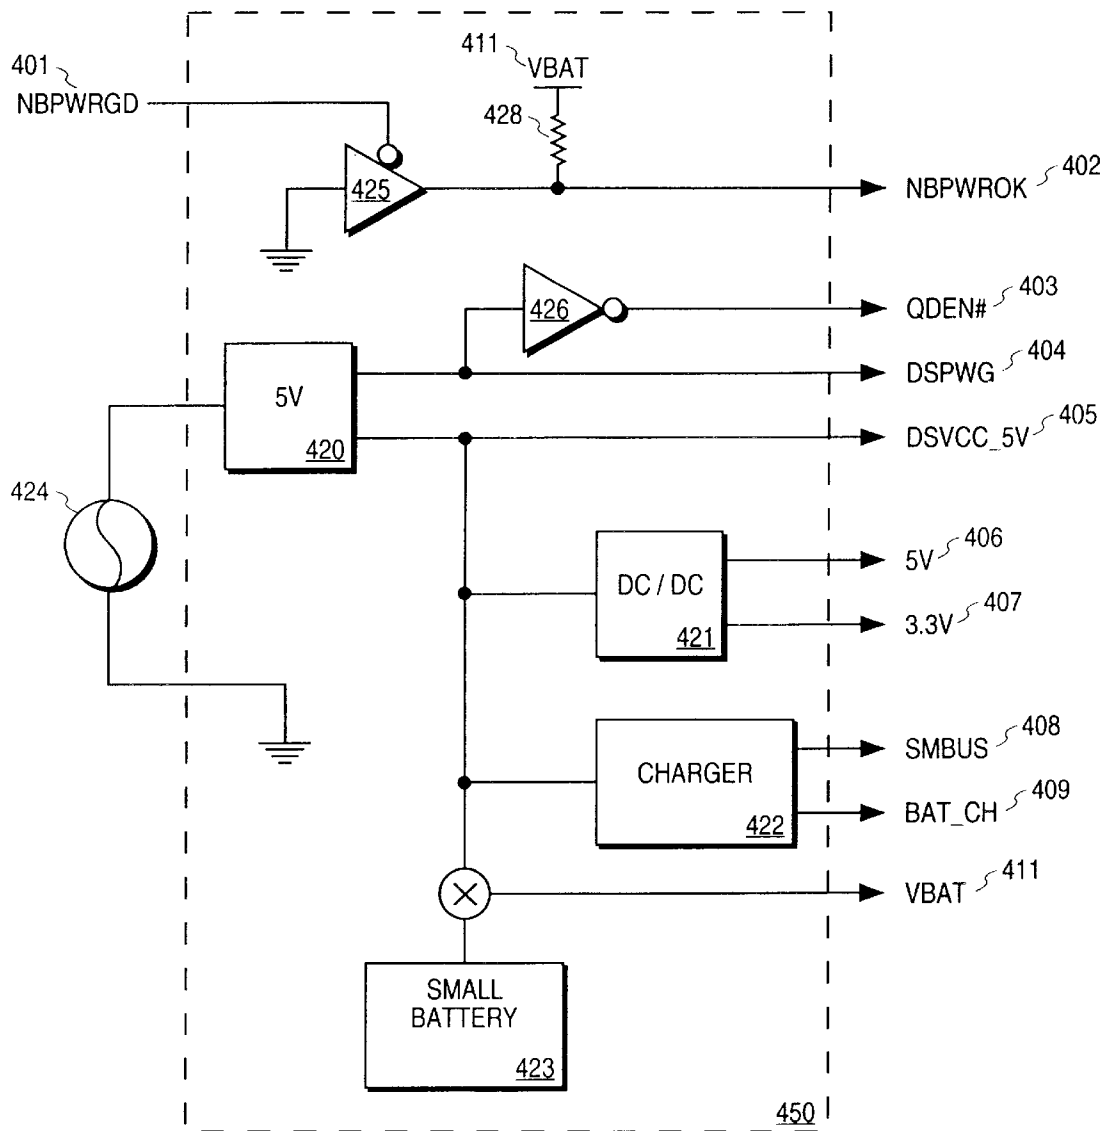 401
NBPWRGD
411
VBAT
428
425
NBPWROK 402
426
QDEN# 403
DSPWG 404
5V
420
DSVCC_5V 405
424
DC / DC
421
5V 406
3.3V 407
CHARGER
422
SMBUS 408
BAT_CH 409
VBAT 411
SMALL
BATTERY
423
450